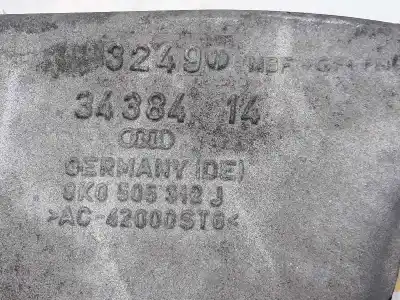 3249
34384 14
GERMANY (DE)
8K0 505 312 J
>AC-42000ST6<